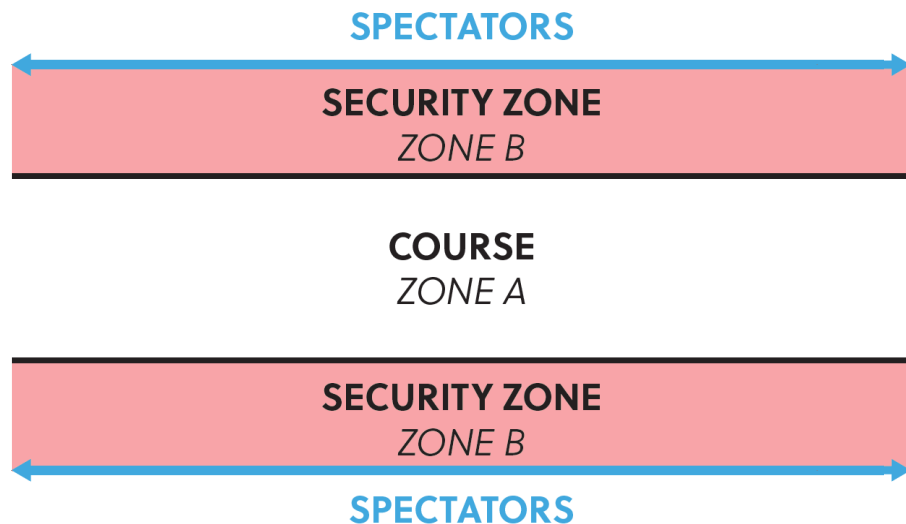 SPECTATORS
SECURITY ZONE
ZONE B
COURSE
ZONE A
SECURITY ZONE
ZONE B
SPECTATORS